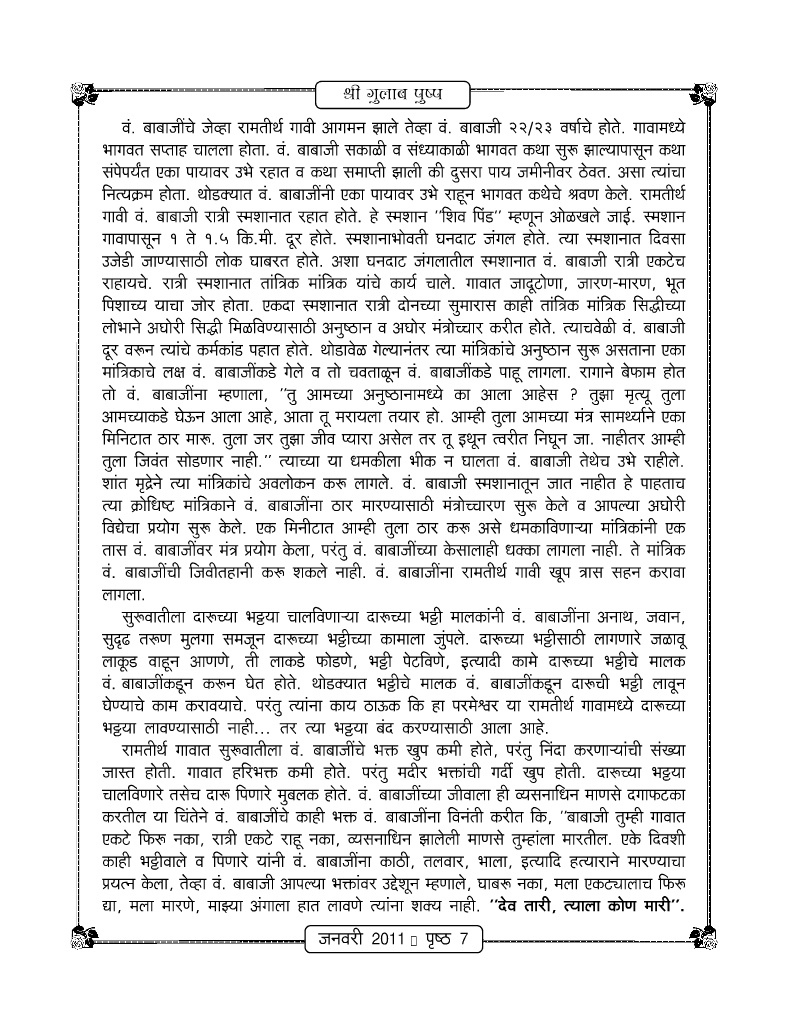 श्री गुलाब पुष्प
वं. बाबाजींचे जेव्हा रामतीर्थ गावी आगमन झाले तेव्हा वं. बाबाजी २२/२३ वर्षाचे होते. गावामध्ये
भागवत सप्ताह चालला होता. वं. बाबाजी सकाळी व संध्याकाळी भागवत कथा सुरू झाल्यापासून कथा
संपेपर्यंत एका पायावर उभे रहात व कथा समाप्ती झाली की दुसरा पाय जमीनीवर ठेवत. असा त्यांचा
नित्यक्रम होता. थोडक्यात वं. बाबाजींनी एका पायावर उभे राहून भागवत कथेचे श्रवण केले. रामतीर्थ
गावी वं. बाबाजी रात्री स्मशानात रहात होते. हे स्मशान ''शिव पिंड'' म्हणून ओळखले जाई. स्मशान
गावापासून १ ते १.५ कि.मी. दूर होते. स्मशानाभोवती घनदाट जंगल होते. त्या स्मशानात दिवसा
उजेडी जाण्यासाठी लोक घाबरत होते. अशा घनदाट जंगलातील स्मशानात वं. बाबाजी रात्री एकटेच
राहायचे. रात्री स्मशानात तांत्रिक मांत्रिक यांचे कार्य चाले. गावात जादूटोणा, जारण-मारण, भूत
पिशाच्य याचा जोर होता. एकदा स्मशानात रात्री दोनच्या सुमारास काही तांत्रिक मांत्रिक सिद्धीच्या
लोभाने अघोरी सिद्धी मिळविण्यासाठी अनुष्ठान व अघोर मंत्रोच्चार करीत होते. त्याचवेळी वं. बाबाजी
दूर वरून त्यांचे कर्मकांड पहात होते. थोडावेळ गेल्यानंतर त्या मांत्रिकांचे अनुष्ठान सुरू असताना एका
मांत्रिकाचे लक्ष वं. बाबाजींकडे गेले व तो चवताळून वं. बाबाजींकडे पाहू लागला. रागाने बेफाम होत
तो वं. बाबाजींना म्हणाला, ''तु आमच्या अनुष्ठानामध्ये का आला आहेस ? तुझा मृत्यू तुला
आमच्याकडे घेऊन आला आहे, आता तू मरायला तयार हो. आम्ही तुला आमच्या मंत्र सामर्थ्याने एका
मिनिटात ठार मारू. तुला जर तुझा जीव प्यारा असेल तर तू इथून त्वरीत निघून जा. नाहीतर आम्ही
तुला जिवंत सोडणार नाही.'' त्याच्या या धमकीला भीक न घालता वं. बाबाजी तेथेच उभे राहीले.
शांत मृद्रेने त्या मांत्रिकांचे अवलोकन करू लागले. वं. बाबाजी स्मशानातून जात नाहीत हे पाहताच
त्या क्रोधिष्ट मांत्रिकाने वं. बाबाजींना ठार मारण्यासाठी मंत्रोच्चारण सुरू केले व आपल्या अघोरी
विद्येचा प्रयोग सुरू केले. एक मिनीटात आम्ही तुला ठार करू असे धमकाविणाऱ्या मांत्रिकांनी एक
तास वं. बाबाजींवर मंत्र प्रयोग केला, परंतु वं. बाबाजींच्या केसालाही धक्का लागला नाही. ते मांत्रिक
वं. बाबाजींची जिवीतहानी करू शकले नाही. वं. बाबाजींना रामतीर्थ गावी खूप त्रास सहन करावा
लागला.
सुरूवातीला दारूच्या भट्टया चालविणाऱ्या दारूच्या भट्टी मालकांनी वं. बाबाजींना अनाथ, जवान,
सुदृढ तरूण मुलगा समजून दारूच्या भट्टीच्या कामाला जुंपले. दारूच्या भट्टीसाठी लागणारे जळावू
लाकूड वाहून आणणे, ती लाकडे फोडणे, भट्टी पेटविणे, इत्यादी कामे दारूच्या भट्टीचे मालक
वं. बाबाजींकडून करून घेत होते. थोडक्यात भट्टीचे मालक वं. बाबाजींकडून दारूची भट्टी लावून
घेण्याचे काम करावयाचे. परंतु त्यांना काय ठाऊक कि हा परमेश्वर या रामतीर्थ गावामध्ये दारूच्या
भट्टया लावण्यासाठी नाही... तर त्या भट्टया बंद करण्यासाठी आला आहे.
रामतीर्थ गावात सुरूवातीला वं. बाबाजींचे भक्त खुप कमी होते, परंतु निंदा करणाऱ्यांची संख्या
जास्त होती. गावात हरिभक्त कमी होते. परंतु मदीर भक्तांची गर्दी खुप होती. दारूच्या भट्टया
चालविणारे तसेच दारू पिणारे मुबलक होते. वं. बाबाजींच्या जीवाला ही व्यसनाधिन माणसे दगाफटका
करतील या चिंतेने वं. बाबाजींचे काही भक्त वं. बाबाजींना विनंती करीत कि, ''बाबाजी तुम्ही गावात
एकटे फिरू नका, रात्री एकटे राहू नका, व्यसनाधिन झालेली माणसे तुम्हांला मारतील. एके दिवशी
काही भट्टीवाले व पिणारे यांनी वं. बाबाजींना काठी, तलवार, भाला, इत्यादि हत्याराने मारण्याचा
प्रयत्न केला, तेव्हा वं. बाबाजी आपल्या भक्तांवर उद्देशून म्हणाले, घाबरू नका, मला एकट्यालाच फिरू
द्या, मला मारणे, माझ्या अंगाला हात लावणे त्यांना शक्य नाही. ''देव तारी, त्याला कोण मारी''.
जनवरी 2011 □ पृष्ठ 7